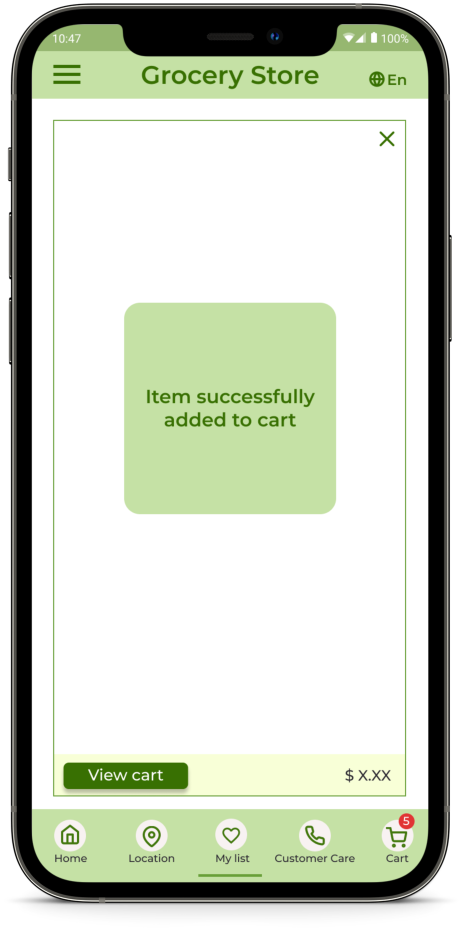 10:47
100%
Grocery Store
En
Item successfully
added to cart
View cart
$ X.XX
5
Home
Location
My list
Customer Care
Cart